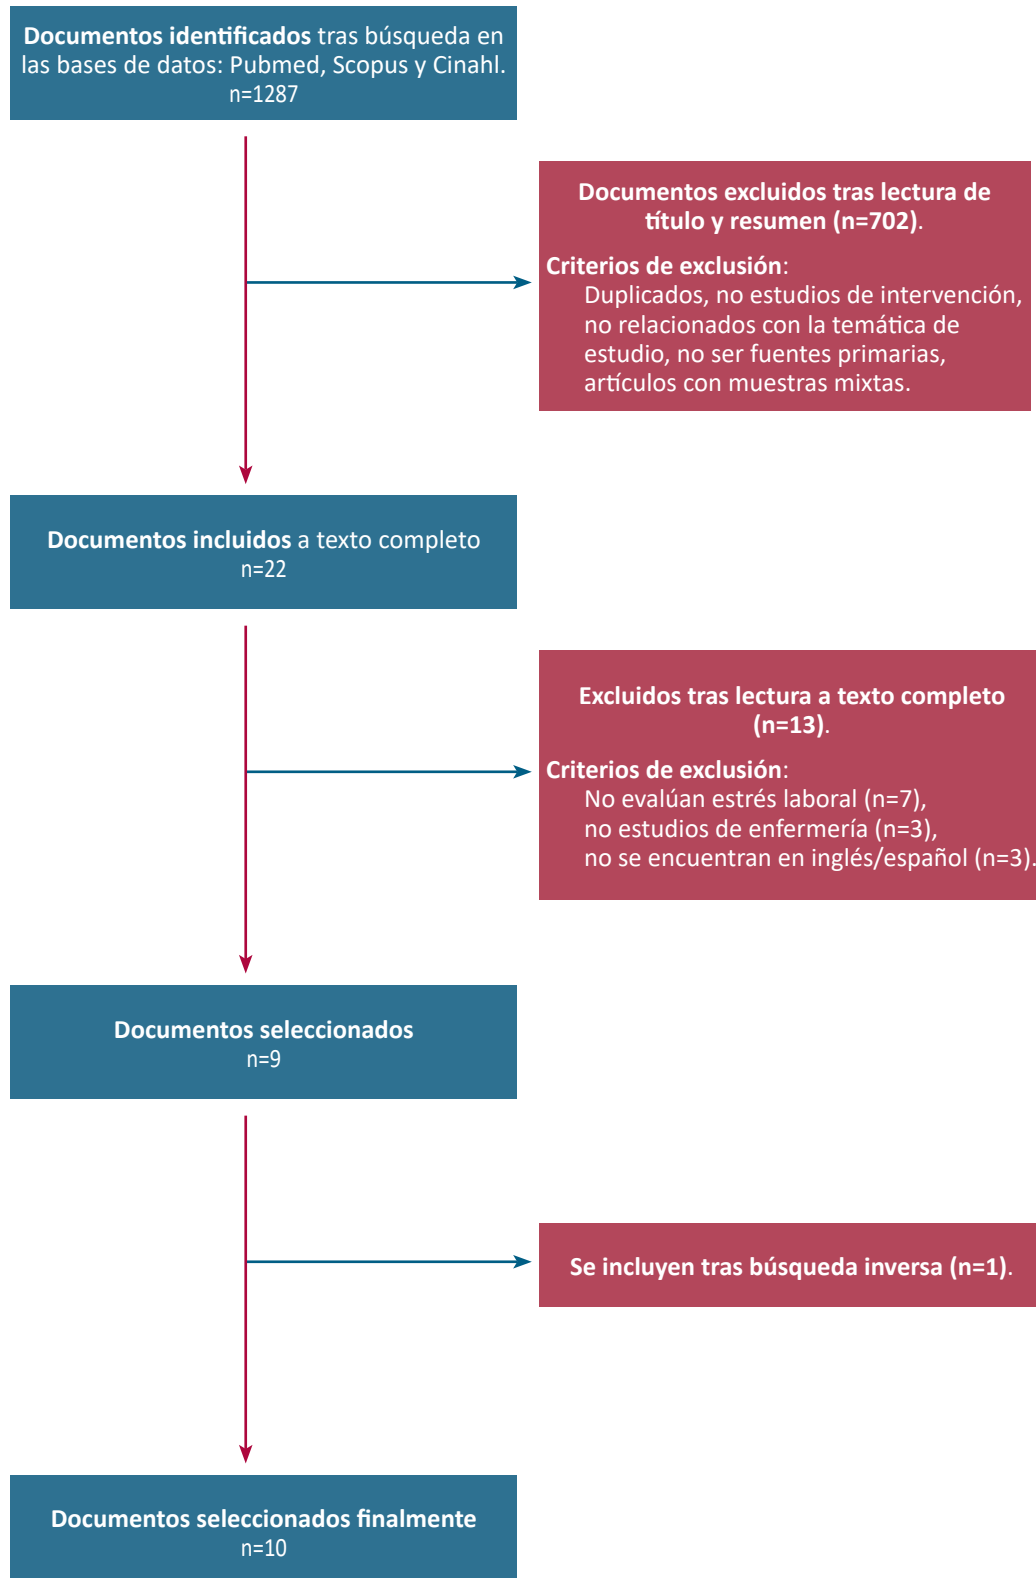 Documentos identificados tras búsqueda en
las bases de datos: Pubmed, Scopus y Cinahl.
n=1287
Documentos excluidos tras lectura de
título y resumen (n=702).
Criterios de exclusión:
Duplicados, no estudios de intervención,
no relacionados con la temática de
estudio, no ser fuentes primarias,
artículos con muestras mixtas.
Documentos incluidos a texto completo
n=22
Excluidos tras lectura a texto completo
(n=13).
Criterios de exclusión:
No evalúan estrés laboral (n=7),
no estudios de enfermería (n=3),
no se encuentran en inglés/español (n=3).
Documentos seleccionados
n=9
Se incluyen tras búsqueda inversa (n=1).
Documentos seleccionados finalmente
n=10